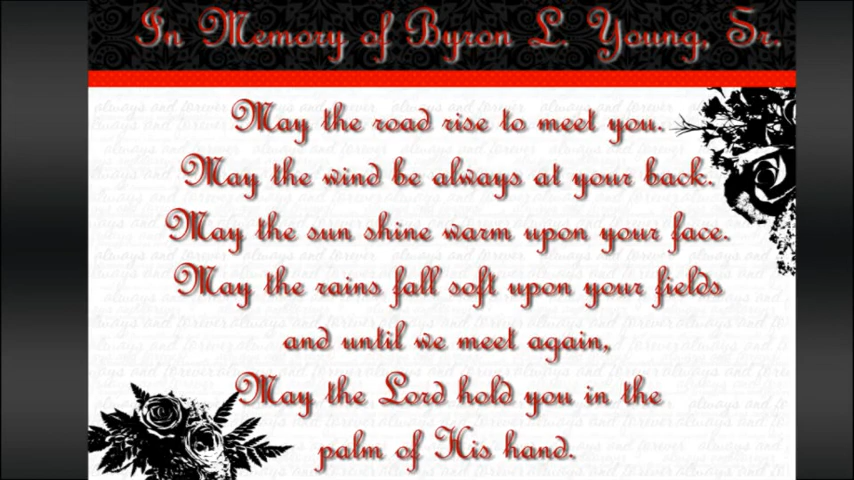 In Memory of Byron L. Young, Sr.
May the road rise to meet you.
May the wind be always at your back.
May the sun shine warm upon your face.
May the rains fall soft upon your fields
and until we meet again,
May the Lord hold you in the
palm of His hand.